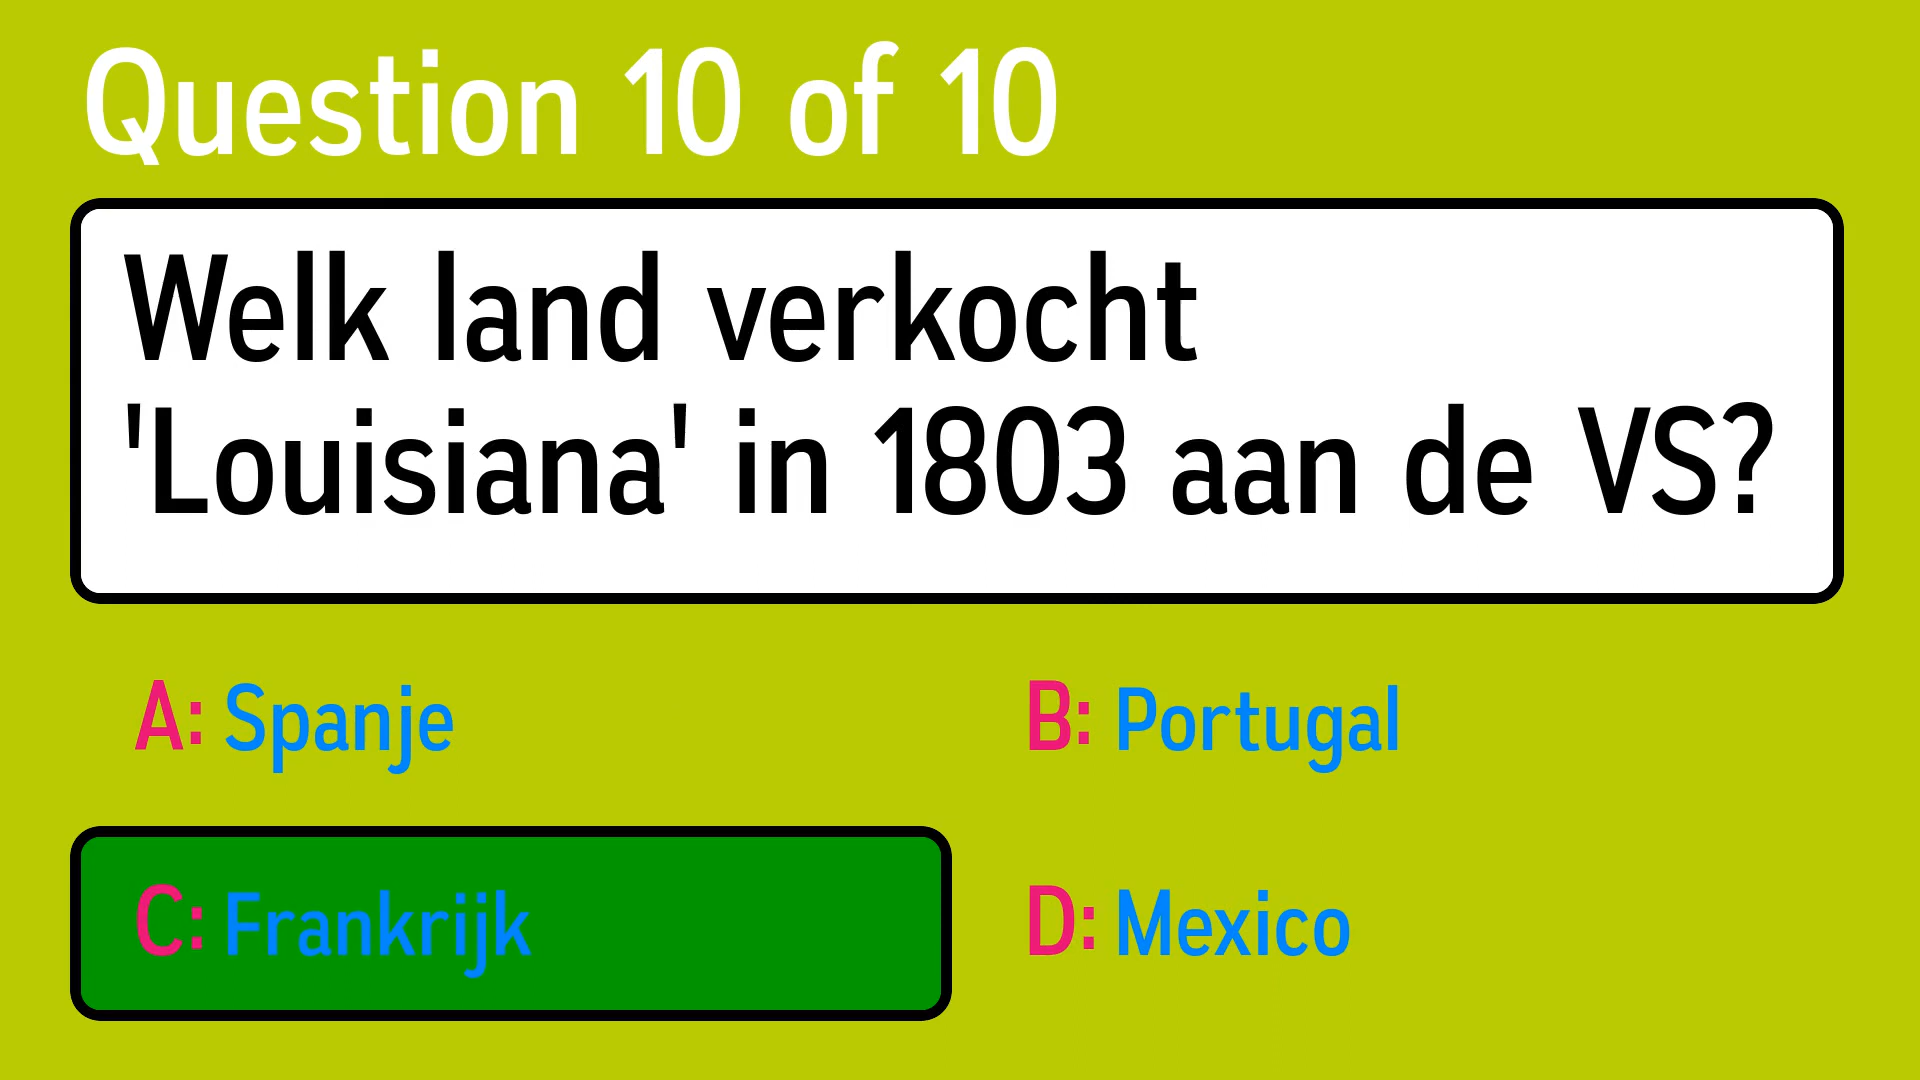 Question 10 of 10
Welk land verkocht
'Louisiana' in 1803 aan de VS?
A: Spanje
B: Portugal
C: Frankrijk
D: Mexico